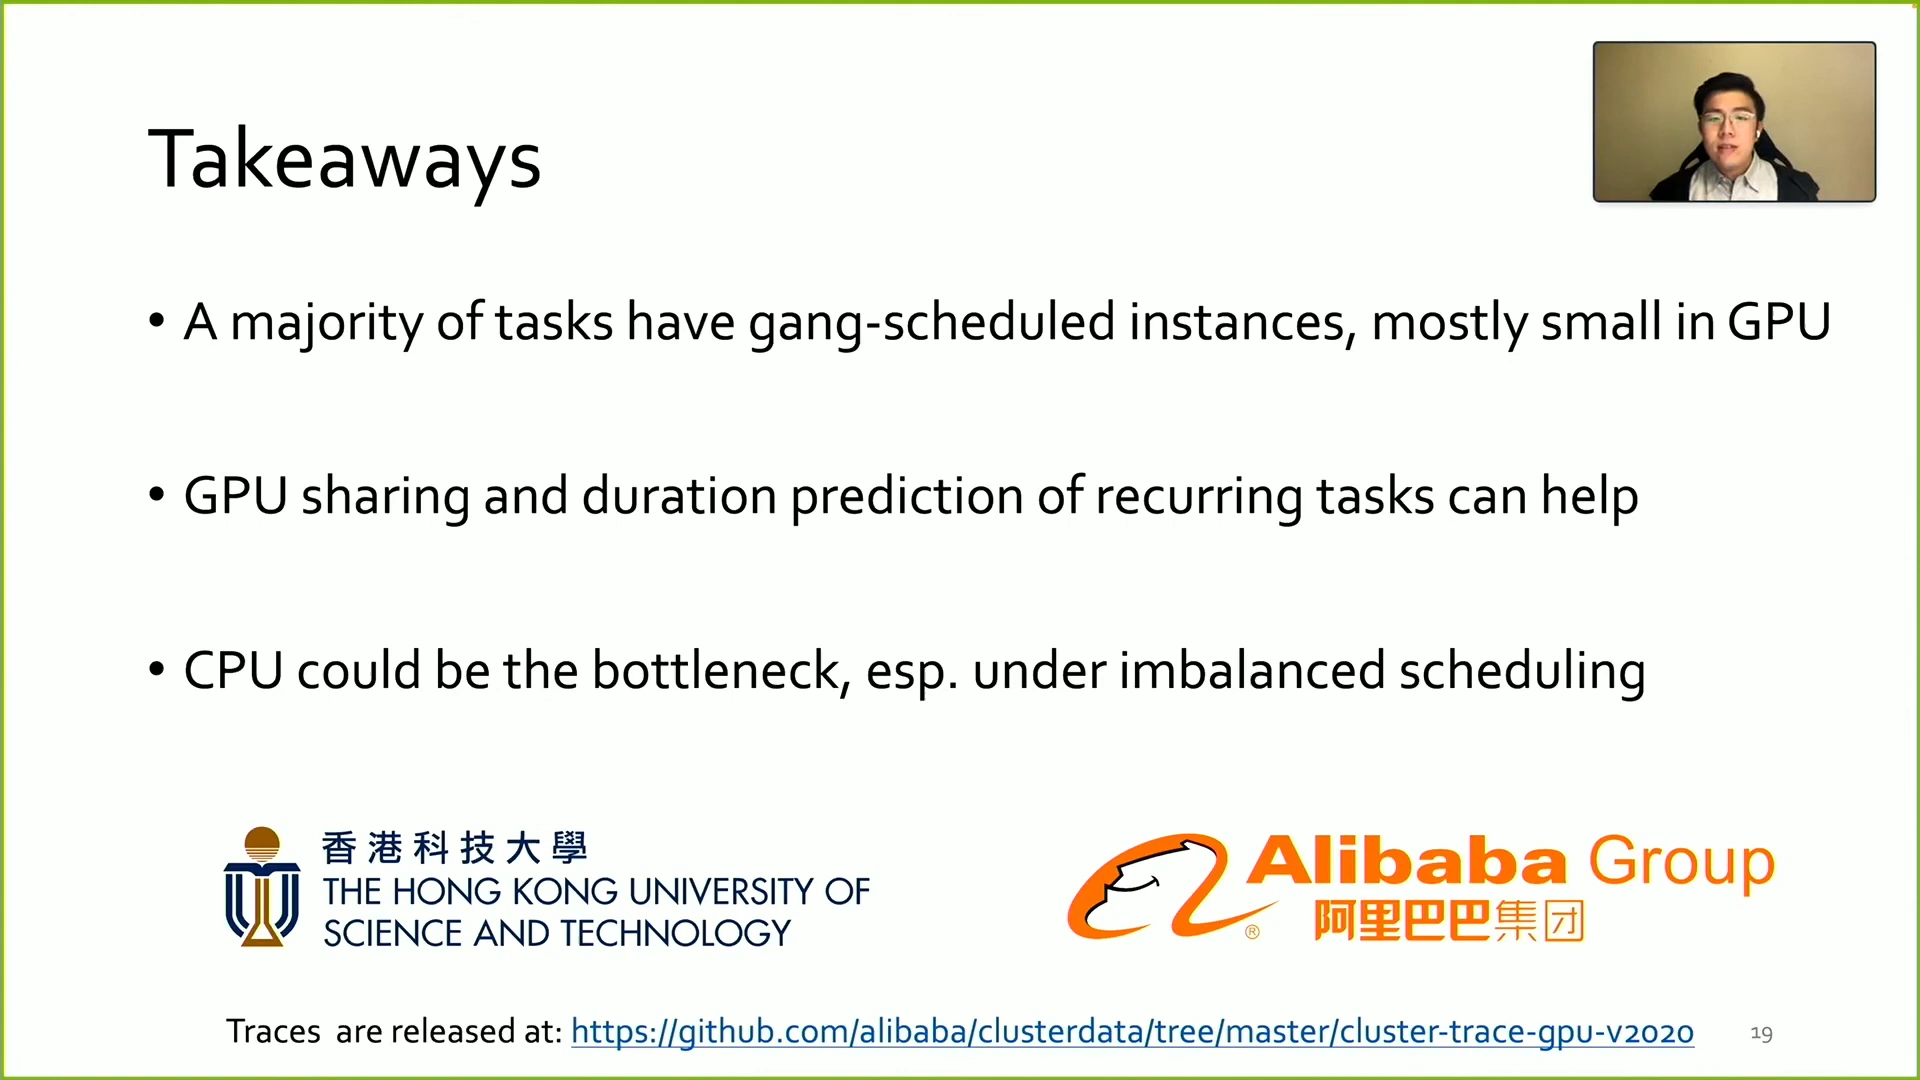 Takeaways
• A majority of tasks have gang-scheduled instances, mostly small in GPU
• GPU sharing and duration prediction of recurring tasks can help
• CPU could be the bottleneck, esp. under imbalanced scheduling
香港科技大學
THE HONG KONG UNIVERSITY OF
SCIENCE AND TECHNOLOGY
Alibaba Group
®阿里巴巴集团
Traces are released at: https://github.com/alibaba/clusterdata/tree/master/cluster-trace-gpu-v2020
19